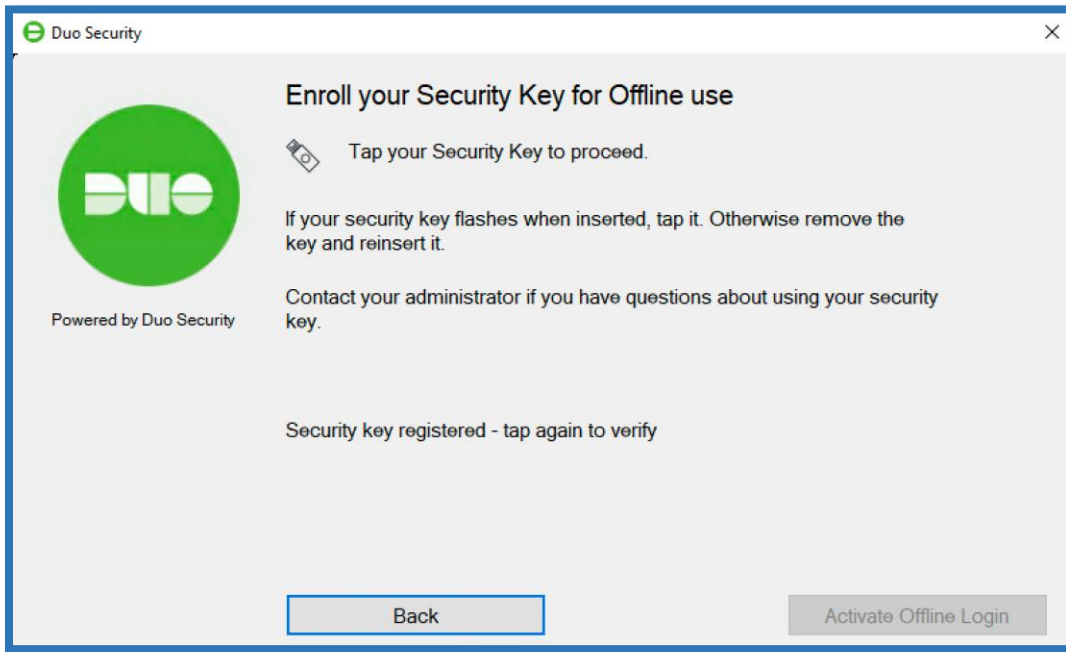 Duo Security
Enroll your Security Key for Offline use
Tap your Security Key to proceed.
If your security key flashes when inserted, tap it. Otherwise remove the
key and reinsert it.
Contact your administrator if you have questions about using your security
key.
DUO
Powered by Duo Security
Security key registered - tap again to verify
Back
Activate Offline Login